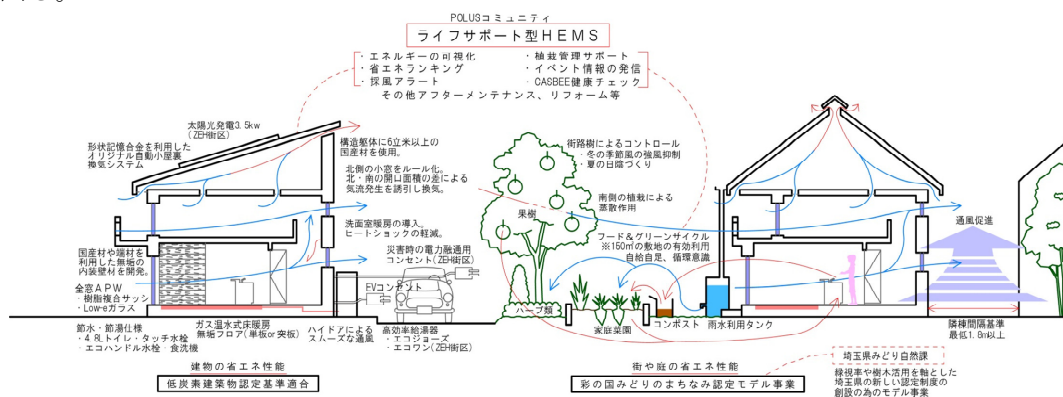 POLUSコミュニティ
ライフサポート型HEMS
・エネルギーの可視化
・省エネランキング
・採風アラート
・植栽管理サポート
・イベント情報の発信
・CASBEE健康チェック
その他アフターメンテナンス、リフォーム等
太陽光発電3.5kw
(ZEH街区)
形状記憶合金を利用した
オリジナル自動小屋裏
換気システム
構造躯体に6立米以上の
国産材を使用。
北側の小窓をルール化。
北・南の開口面積の差による
気流発生を誘引し換気。
洗面室暖房の導入。
ヒートショックの軽減。
災害時の電力融通用
コンセント(ZEH街区)
EVコンセント
国産材や端材を
利用した無垢の
内装壁材を開発。
全窓APW
・樹脂複合サッシ
・Low-eガラス
節水・節湯仕様
・4.8Lトイレ・タッチ水栓
・エコハンドル水栓・食洗機
ガス温水式床暖房
無垢フロア(単板or突板)
ハイドアによる
スムーズな通風
高効率給湯器
・エコジョーズ
・エコワン(ZEH街区)
建物の省エネ性能
低炭素建築物認定基準適合
街路樹によるコントロール
・冬の季節風の強風抑制
・夏の日陰づくり
果樹
南側の植栽による
蒸散作用
フード&グリーンサイクル
※150㎡の敷地の有効利用
自給自足、循環意識
ハーブ類
家庭菜園
コンポスト
雨水利用タンク
通風促進
隣棟間隔基準
最低1.8m以上
街や庭の省エネ性能
彩の国みどりのまちなみ認定モデル事業
埼玉県みどり自然課
緑視率や樹木活用を軸とした
埼玉県の新しい認定制度の
創設の為のモデル事業